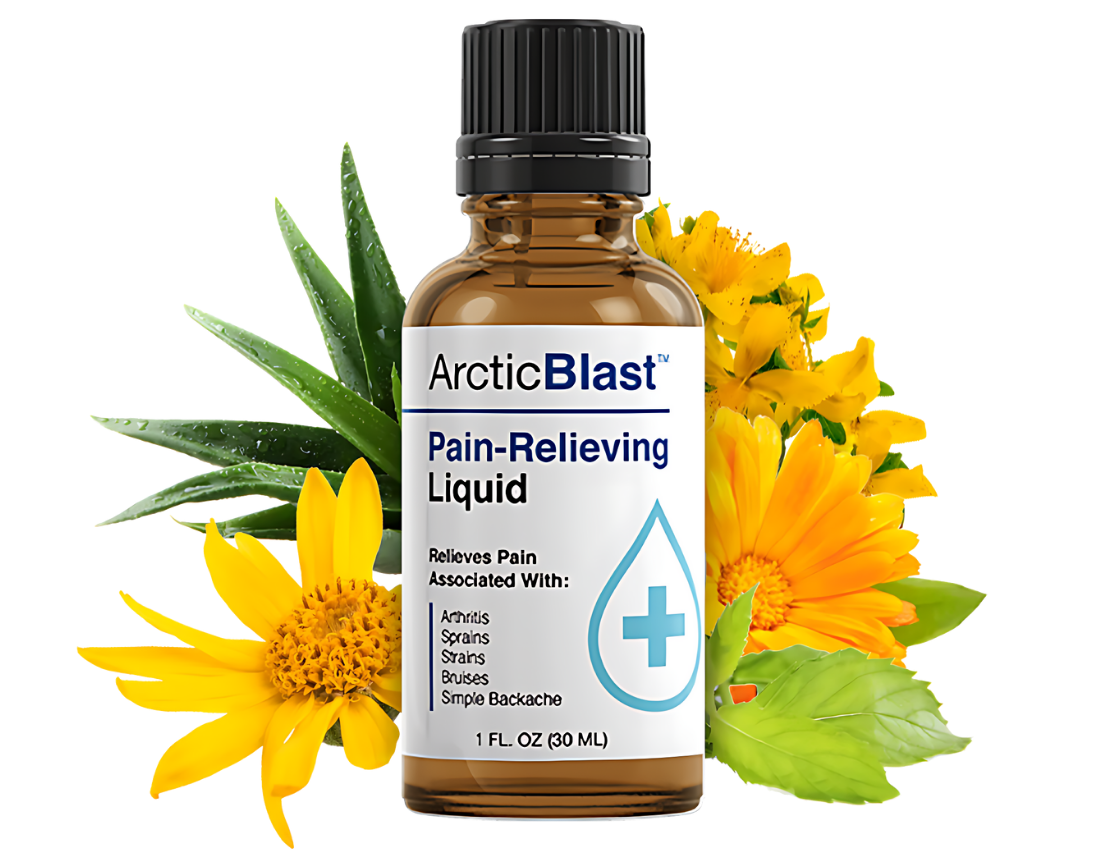 ArcticBlast™
Pain-Relieving
Liquid
Relieves Pain
Associated With:
Arthritis
Sprains
Strains
Bruises
Simple Backache
1 FL. OZ (30 ML)